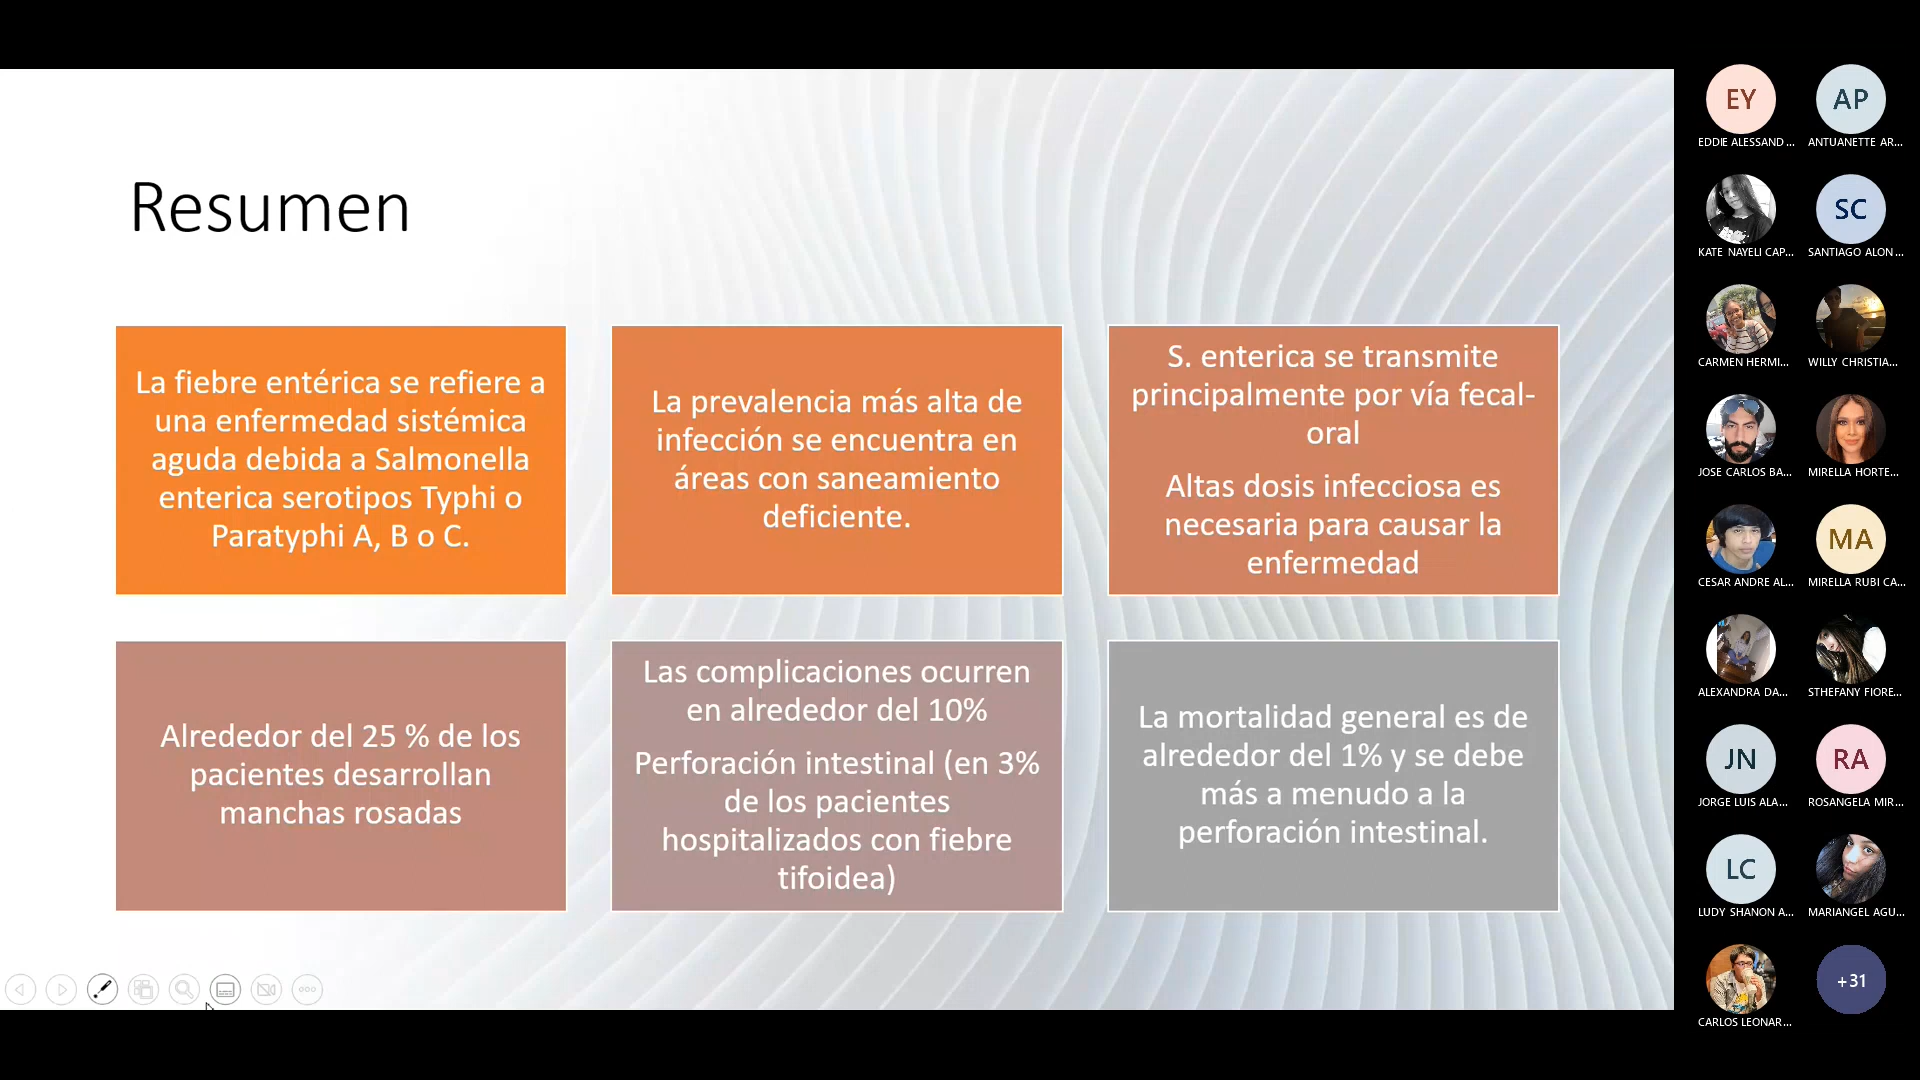 Resumen
La fiebre entérica se refiere a
una enfermedad sistémica
aguda debida a Salmonella
enterica serotipos Typhi o
Paratyphi A, B o C.
La prevalencia más alta de
infección se encuentra en
áreas con saneamiento
deficiente.
S. enterica se transmite
principalmente por vía fecal-
oral
Altas dosis infecciosa es
necesaria para causar la
enfermedad
Alrededor del 25 % de los
pacientes desarrollan
manchas rosadas
Las complicaciones ocurren
en alrededor del 10%
Perforación intestinal (en 3%
de los pacientes
hospitalizados con fiebre
tifoidea)
La mortalidad general es de
alrededor del 1% y se debe
más a menudo a la
perforación intestinal.
EY
EDDIE ALESSAND...
AP
ANTUANETTE AR...
KATE NAYELI CAP...
SC
SANTIAGO ALON...
CARMEN HERMI...
WILLY CHRISTIA...
JOSE CARLOS BA...
MIRELLA HORTE...
CESAR ANDRE AL...
MA
MIRELLA RUBI CA...
ALEXANDRA DA...
STHEFANY FIORE...
JN
JORGE LUIS ALA...
RA
ROSANGELA MIR...
LC
LUDY SHANON A...
MARIANGEL AGU...
CARLOS LEONAR...
+31